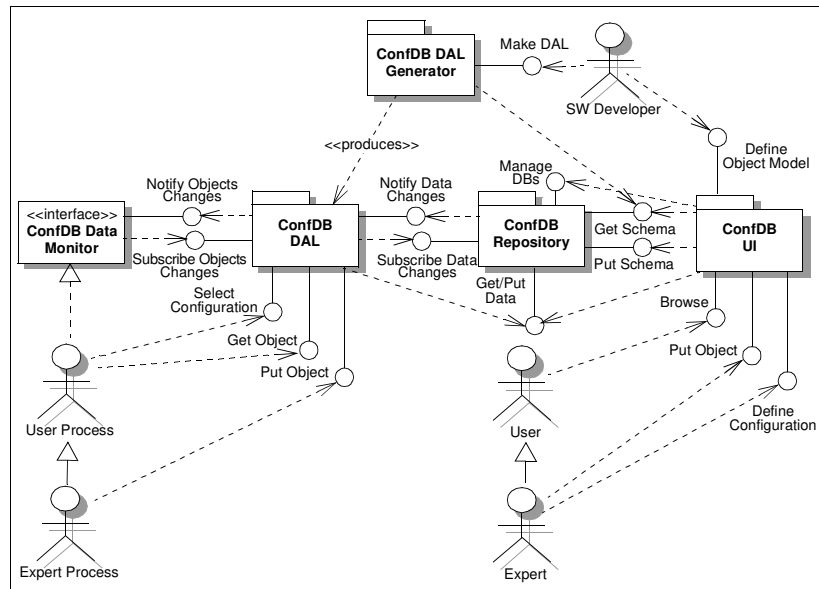 ConfDB DAL
Generator
Make DAL
SW Developer
<<produces>>
Define
Object Model
Notify Objects
Changes
Notify Data
Changes
Manage
DBs
<<interface>>
ConfDB Data
Monitor
ConfDB
DAL
ConfDB
Repository
Get Schema
ConfDB
UI
Subscribe Objects
Changes
Subscribe Data
Changes
Put Schema
Get/Put
Data
Select
Configuration
Browse
Get Object
Put Object
Put Object
User Process
User
Define
Configuration
Expert Process
Expert